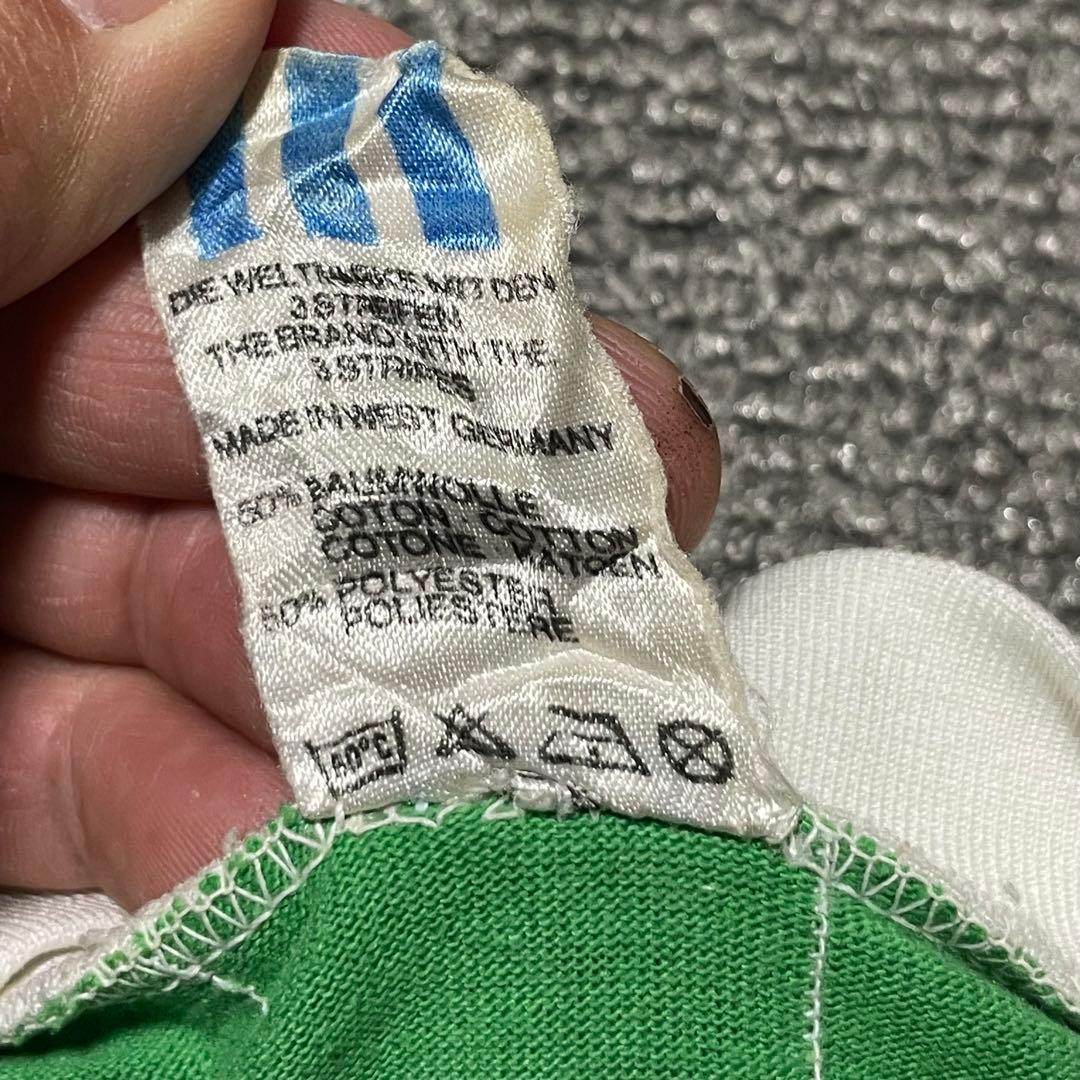 DIE WELTMARKE MIT DEN
3 STREIFEN
THE BRAND WITH THE
3 STRIPES
MADE IN WEST GERMANY
50% BAUMWOLLE
COTON · COTTON
COTONE · KATOEN
50% POLYESTER
POLIESTERE
40°C